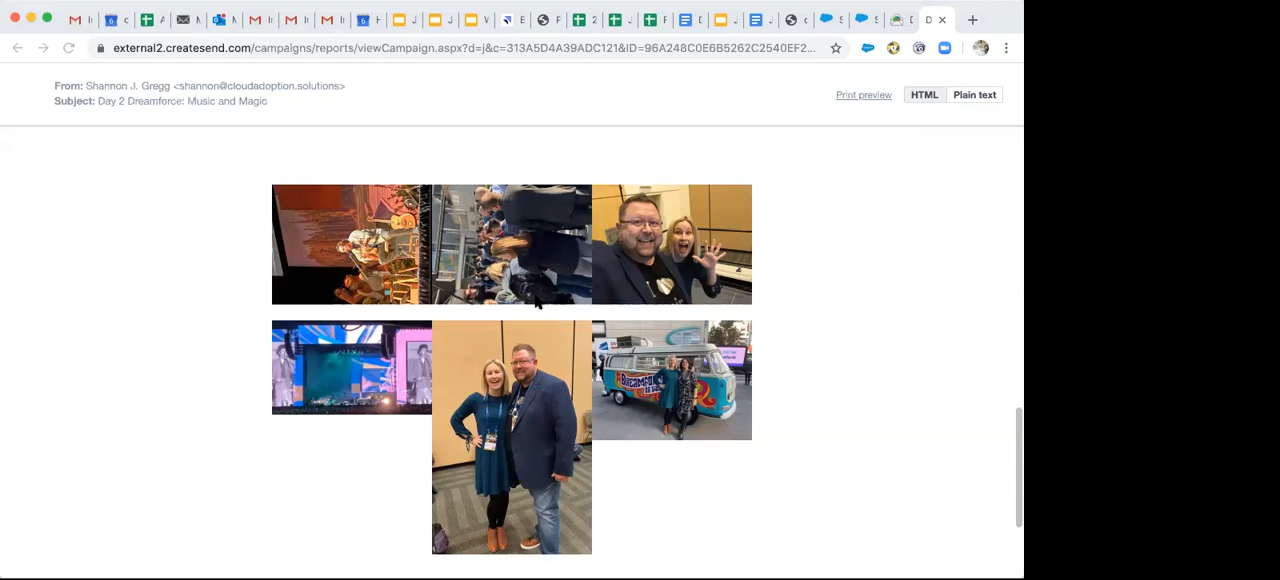 external2.createsend.com/campaigns/reports/viewCampaign.aspx?d=j&c=313A5D4A39ADC121&ID=96A248C0E6B5262C2540EF2...
From: Shannon J. Gregg <shannon@cloudadoption.solutions>
Subject: Day 2 Dreamforce: Music and Magic
Print preview
HTML
Plain text